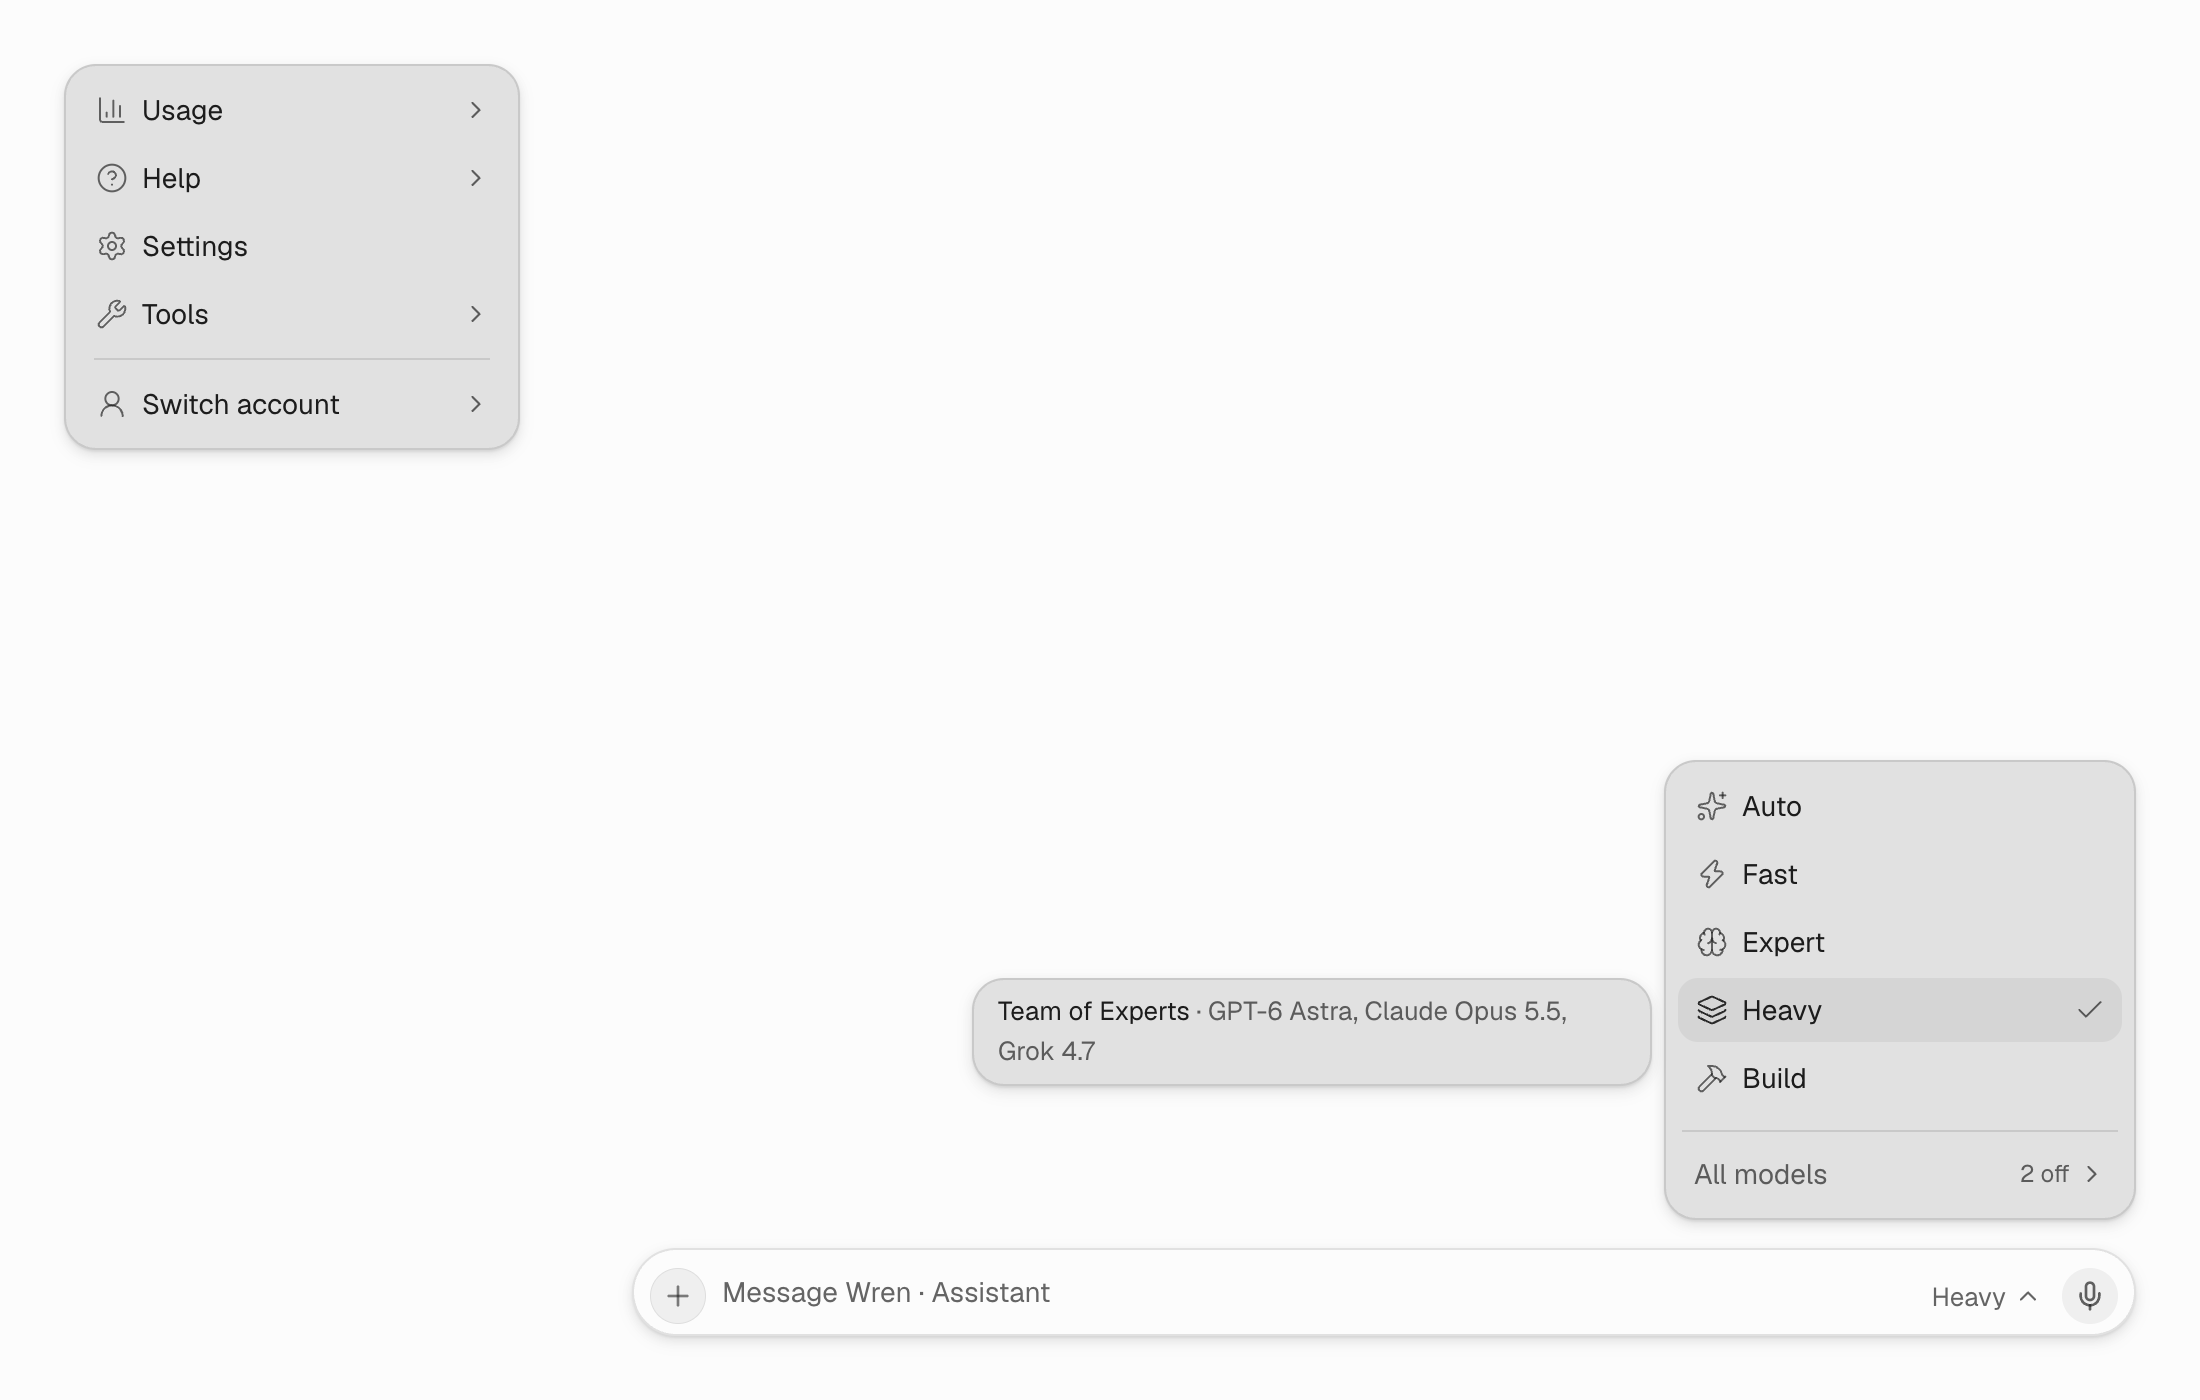 Usage
Help
Settings
Tools
Switch account
Auto
Fast
Expert
Heavy
Build
All models 2 off
Team of Experts · GPT-6 Astra, Claude Opus 5.5,
Grok 4.7
Message Wren · Assistant
Heavy